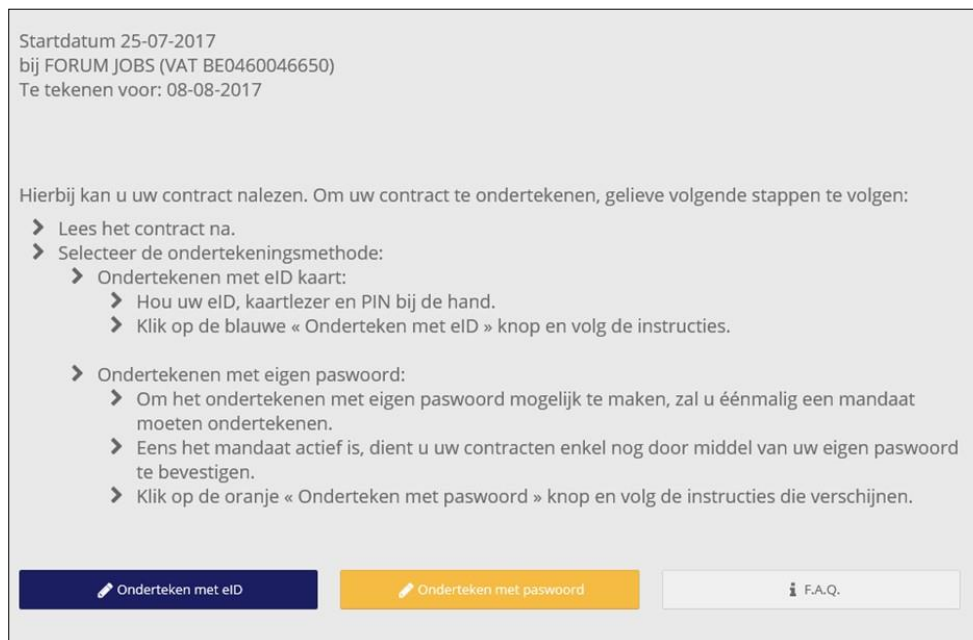 Startdatum 25-07-2017
bij FORUM JOBS (VAT BE0460046650)
Te tekenen voor: 08-08-2017
Hierbij kan u uw contract nalezen. Om uw contract te ondertekenen, gelieve volgende stappen te volgen:
Lees het contract na.
Selecteer de ondertekeningsmethode:
Ondertekenen met eID kaart:
Hou uw eID, kaartlezer en PIN bij de hand.
Klik op de blauwe « Onderteken met eID » knop en volg de instructies.
Ondertekenen met eigen paswoord:
Om het ondertekenen met eigen paswoord mogelijk te maken, zal u éénmalig een mandaat
moeten ondertekenen.
Eens het mandaat actief is, dient u uw contracten enkel nog door middel van uw eigen paswoord
te bevestigen.
Klik op de oranje « Onderteken met paswoord » knop en volg de instructies die verschijnen.
Onderteken met eID
Onderteken met paswoord
F.A.Q.